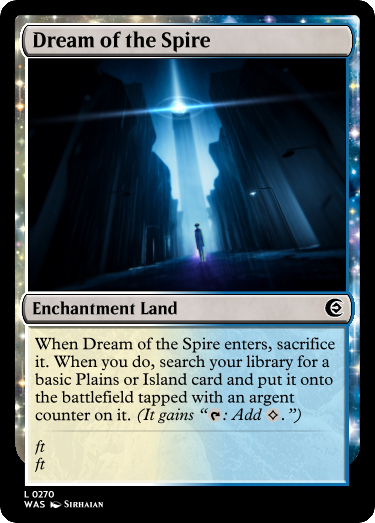 Dream of the Spire
Enchantment Land
When Dream of the Spire enters, sacrifice
it. When you do, search your library for a
basic Plains or Island card and put it onto
the battlefield tapped with an argent
counter on it. (It gains “: Add .”)
ft
ft
L 0270
WAS Sirhaian